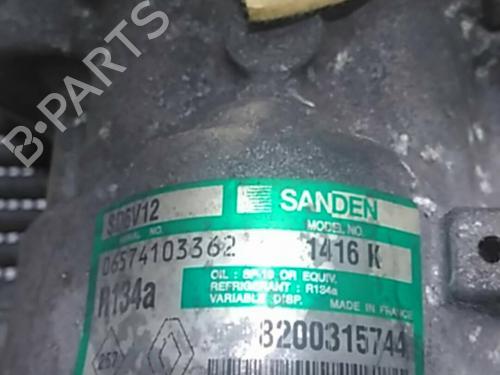 B-PARTS
SD6V12
SANDEN
SERIAL NO.
MODEL NO.
06574103362
1416 K
R134a
OIL : SP-10 OR EQUIV.
REFRIGERANT : R134a
VARIABLE DISP.
MADE IN FRANCE
8200315744
257